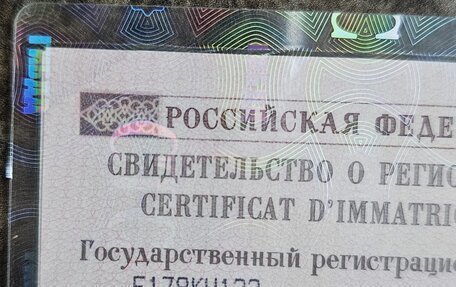 РОССИЙСКАЯ ФЕДЕ
СВИДЕТЕЛЬСТВО О РЕГИС
CERTIFICAT D'IMMATRIC
Государственный регистрацио